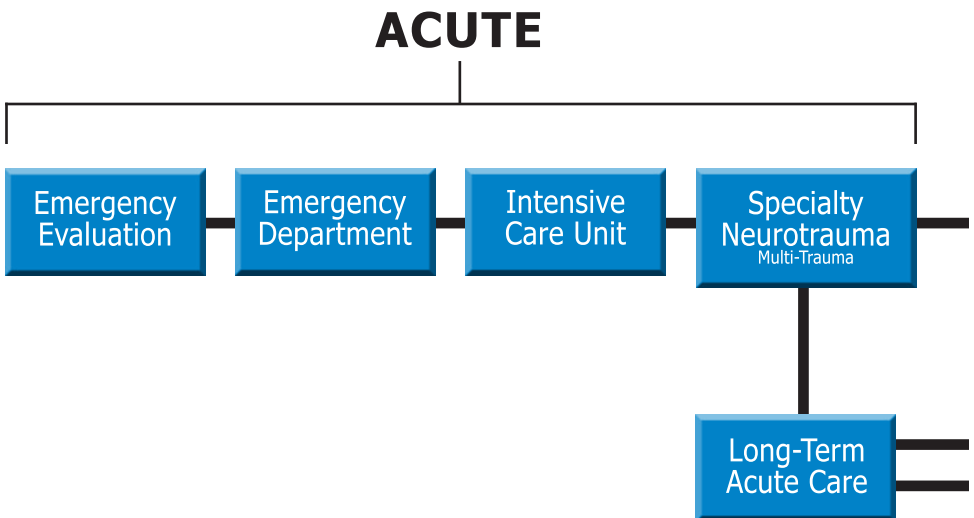 ACUTE
Emergency
Evaluation
Emergency
Department
Intensive
Care Unit
Specialty
Neurotrauma
Multi-Trauma
Long-Term
Acute Care